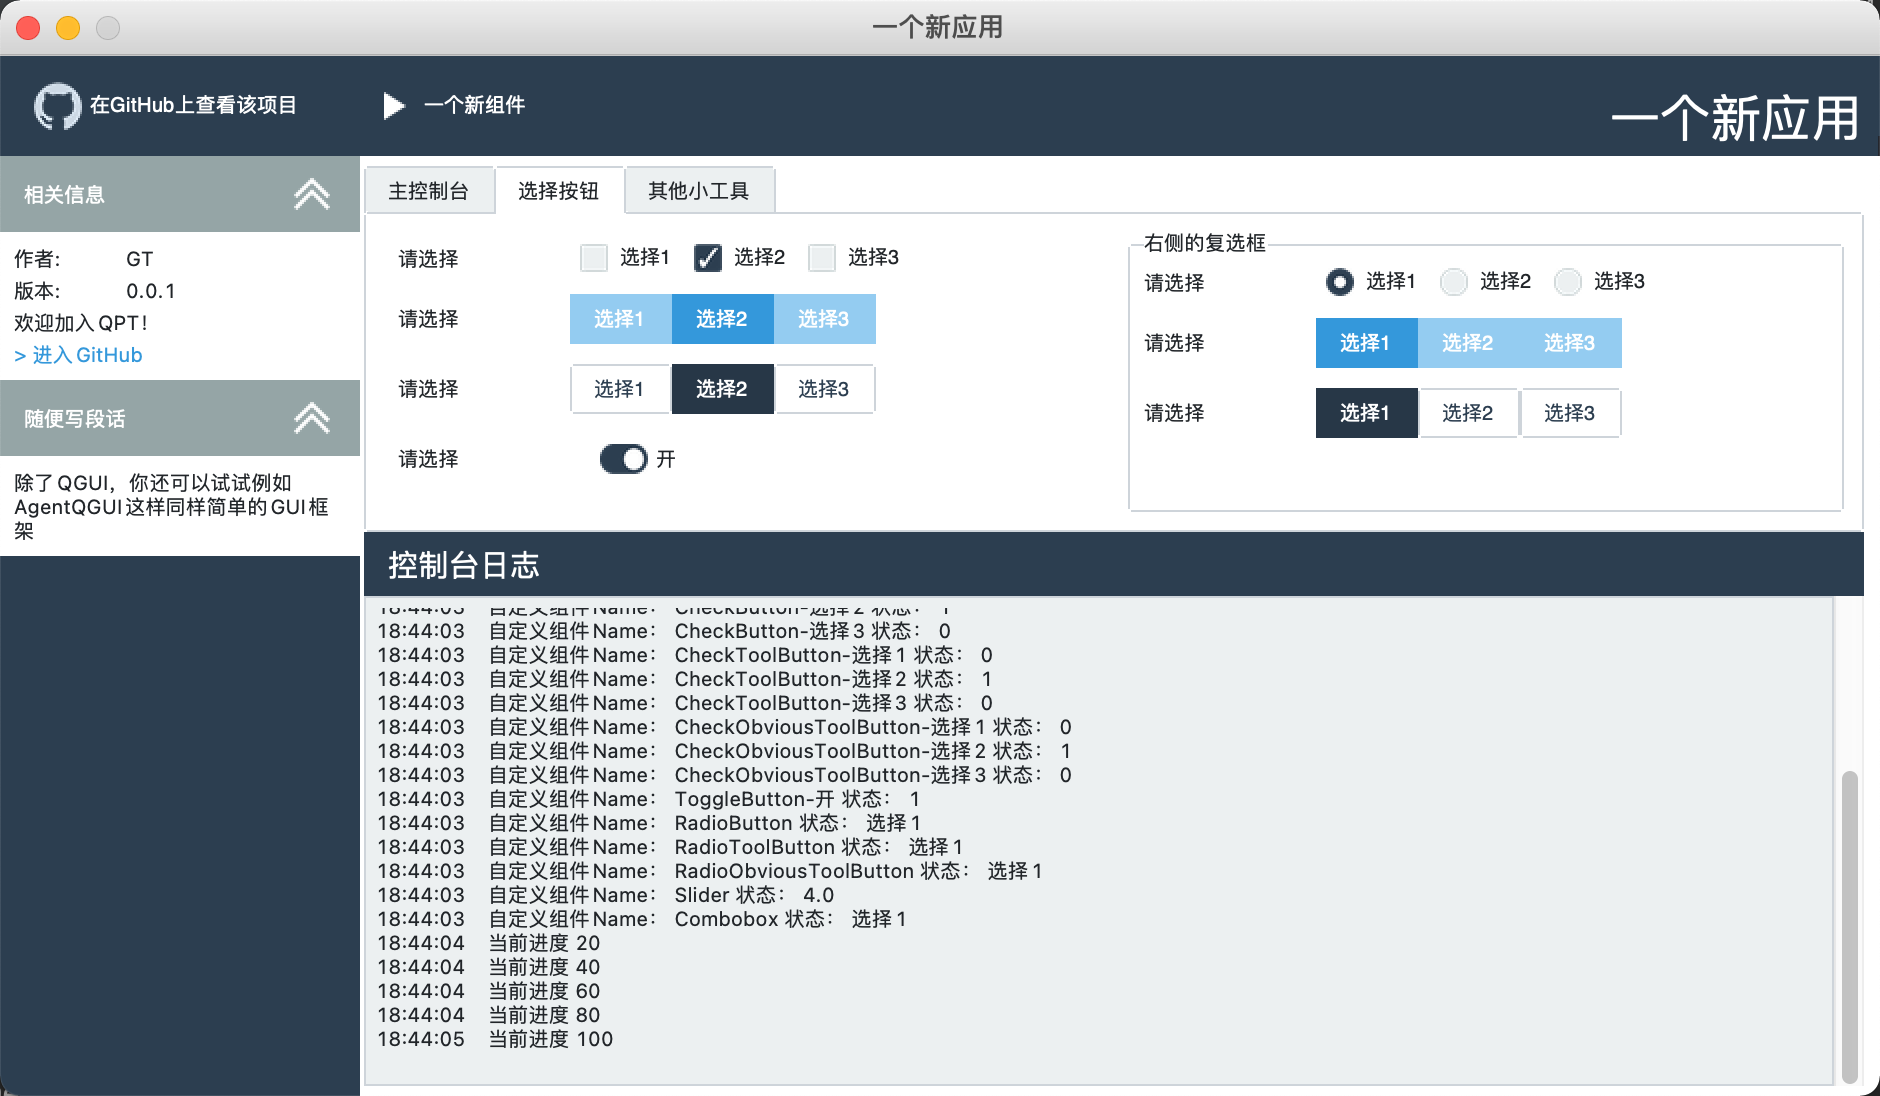 一个新应用
在GitHub上查看该项目
一个新组件
一个新应用
相关信息
作者: GT
版本: 0.0.1
欢迎加入QPT!
> 进入GitHub
随便写段话
除了QGUI，你还可以试试例如
AgentQGUI这样同样简单的GUI框
架
主控制台 选择按钮 其他小工具
请选择 选择1 选择2 选择3
请选择 选择1 选择2 选择3
请选择 选择1 选择2 选择3
请选择 开
右侧的复选框
请选择 选择1 选择2 选择3
请选择 选择1 选择2 选择3
请选择 选择1 选择2 选择3
控制台日志
18:44:03 自定义组件Name： CheckButton-选择2 状态： 1
18:44:03 自定义组件Name： CheckButton-选择3 状态： 0
18:44:03 自定义组件Name： CheckToolButton-选择1 状态： 0
18:44:03 自定义组件Name： CheckToolButton-选择2 状态： 1
18:44:03 自定义组件Name： CheckToolButton-选择3 状态： 0
18:44:03 自定义组件Name： CheckObviousToolButton-选择1 状态： 0
18:44:03 自定义组件Name： CheckObviousToolButton-选择2 状态： 1
18:44:03 自定义组件Name： CheckObviousToolButton-选择3 状态： 0
18:44:03 自定义组件Name： ToggleButton-开 状态： 1
18:44:03 自定义组件Name： RadioButton 状态： 选择1
18:44:03 自定义组件Name： RadioToolButton 状态： 选择1
18:44:03 自定义组件Name： RadioObviousToolButton 状态： 选择1
18:44:03 自定义组件Name： Slider 状态： 4.0
18:44:03 自定义组件Name： Combobox 状态： 选择1
18:44:04 当前进度 20
18:44:04 当前进度 40
18:44:04 当前进度 60
18:44:04 当前进度 80
18:44:05 当前进度 100